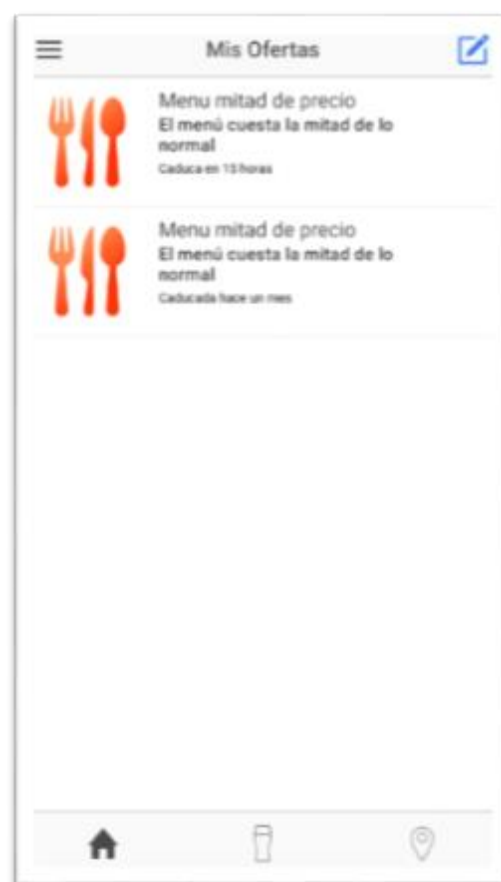 Mis Ofertas
Menu mitad de precio
El menú cuesta la mitad de lo
normal
Caduca en 15 horas
Menu mitad de precio
El menú cuesta la mitad de lo
normal
Caducada hace un mes